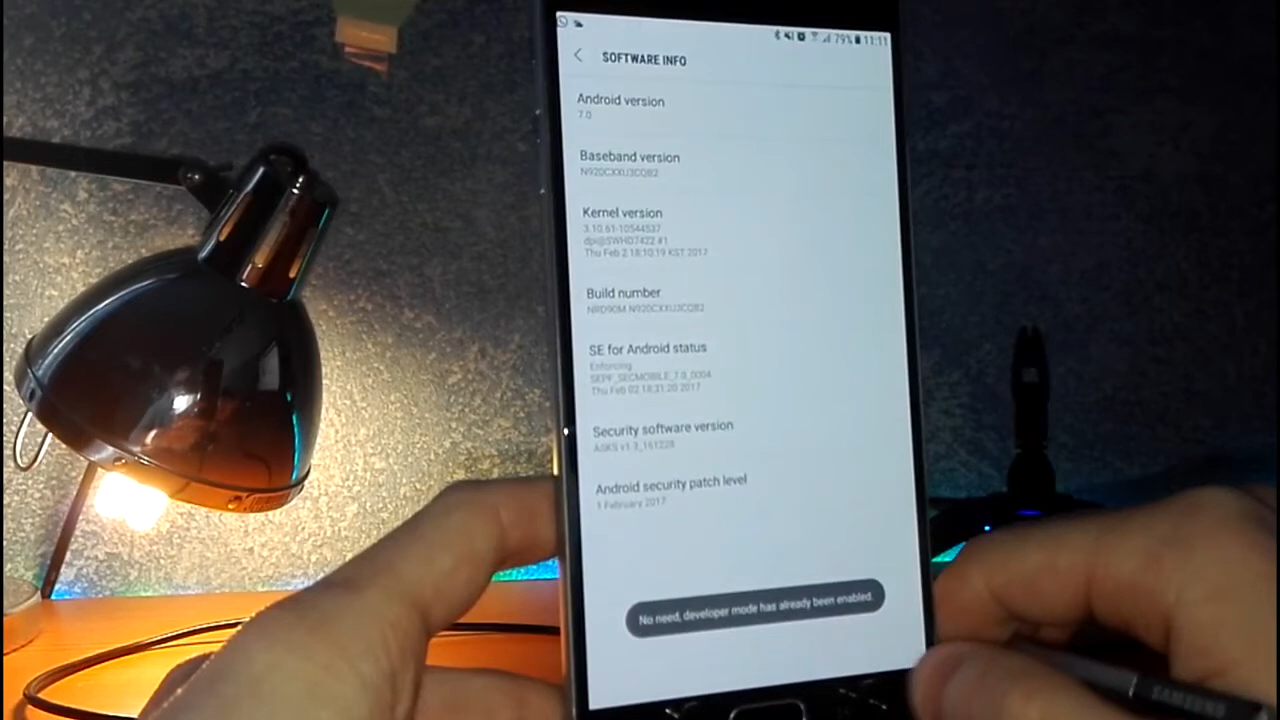 79% 11:11
SOFTWARE INFO
Android version
7.0
Baseband version
N920CXXU3CQB2
Kernel version
3.10.61-10544537
dpi@SWHD7422 #1
Thu Feb 2 18:10:19 KST 2017
Build number
NRD90M.N920CXXU3CQB2
SE for Android status
Enforcing
SEPF_SECMOBILE_7.0_0004
Thu Feb 02 18:31:20 2017
Security software version
ASKS v1.3_161228
Android security patch level
1 February 2017
No need, developer mode has already been enabled.
SAMSUNG